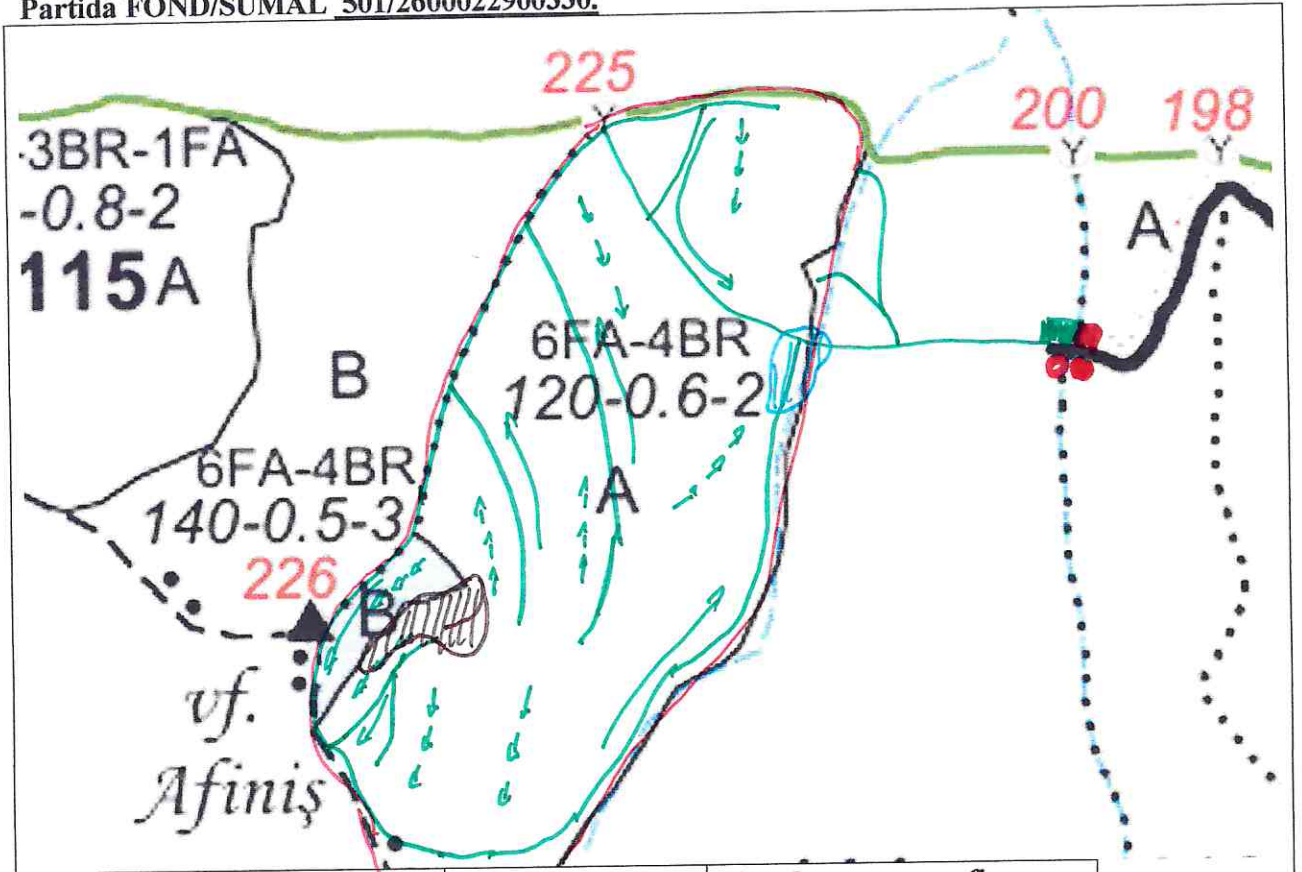 Partida FOND/SUMAL 501/2600022900330.
225
200
198
-3BR-1FA
-0.8-2
115A
A
B
6FA-4BR
120-0.6-2
6FA-4BR
140-0.5-3
A
226
B
vf.
Afiniș